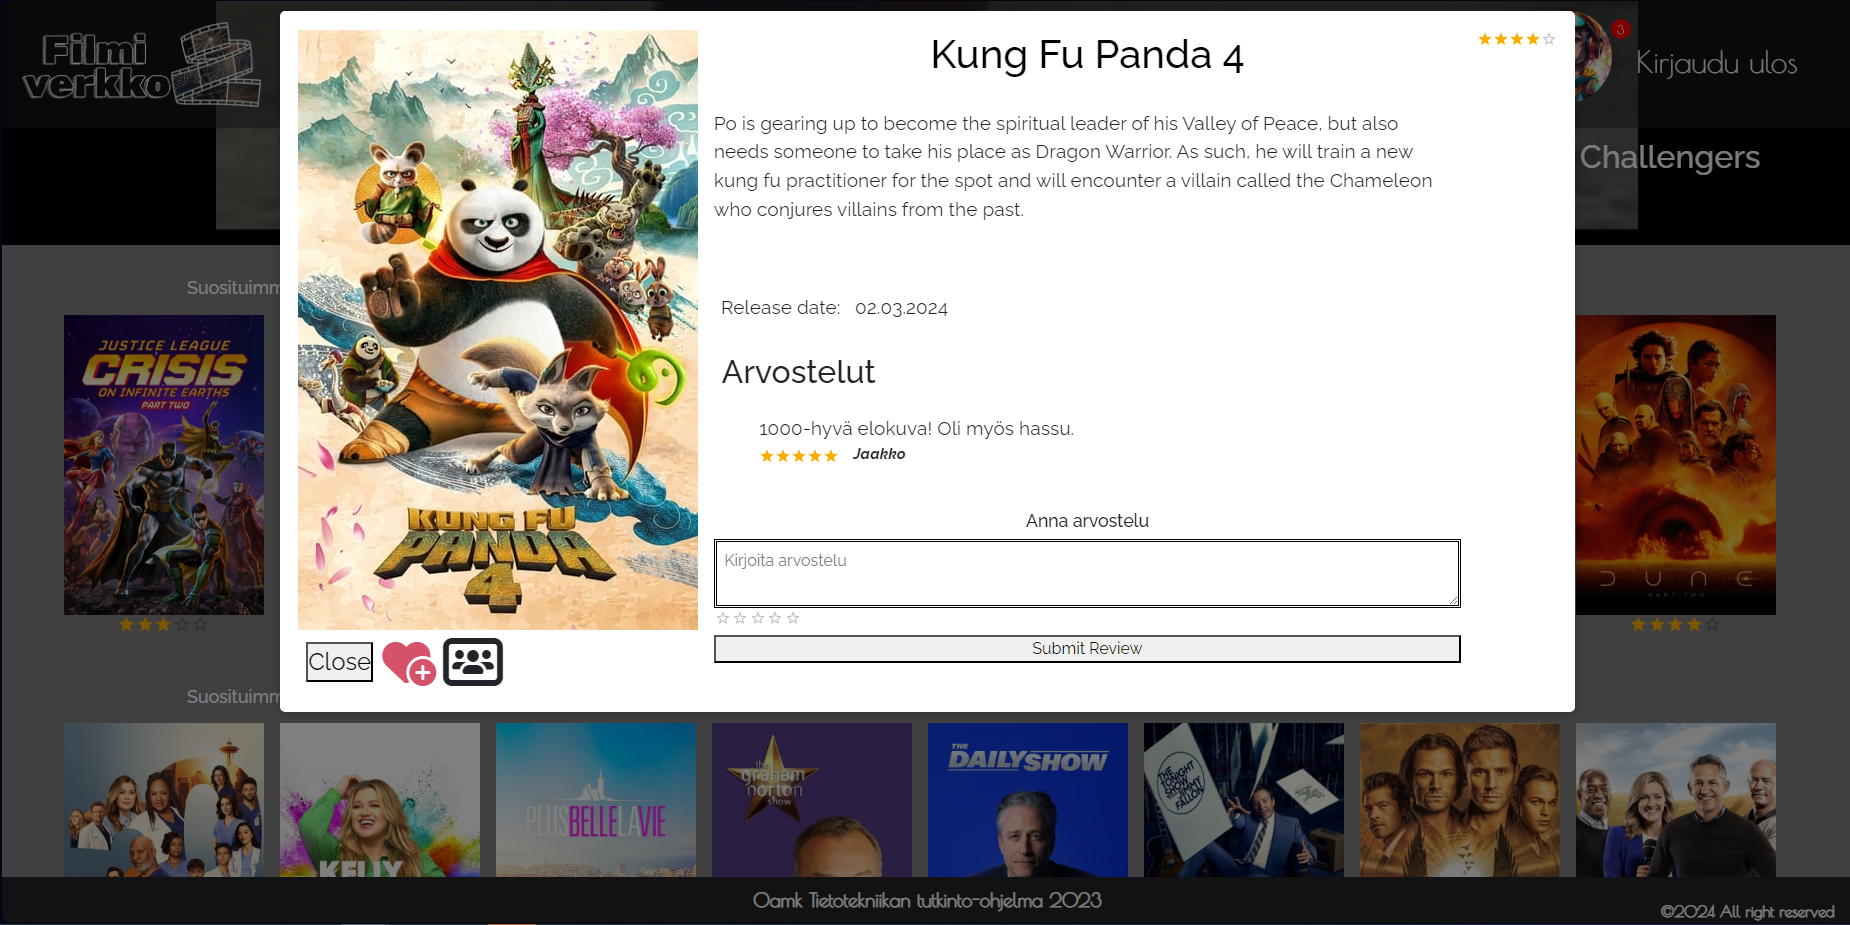 Filmi
verkko
3
Kirjaudu ulos
Challengers
Kung Fu Panda 4
Po is gearing up to become the spiritual leader of his Valley of Peace, but also
needs someone to take his place as Dragon Warrior. As such, he will train a new
kung fu practitioner for the spot and will encounter a villain called the Chameleon
who conjures villains from the past.
Release date: 02.03.2024
Arvostelut
1000-hyvä elokuva! Oli myös hassu.
Jaakko
Anna arvostelu
Kirjoita arvostelu
Submit Review
KUNG FU
PANDA
4
Close
Suosituimm
JUSTICE LEAGUE
CRISIS
ON INFINITE EARTHS
PART TWO
DUNE
PART TWO
Suosituimm
KELLY
PLUS BELLE LA VIE
the
graham
norton
show
THE
DAILY SHOW
THE
TONIGHT
SHOW
JIMMY
FALLON
Oamk Tietotekniikan tutkinto-ohjelma 2023
©2024 All right reserved